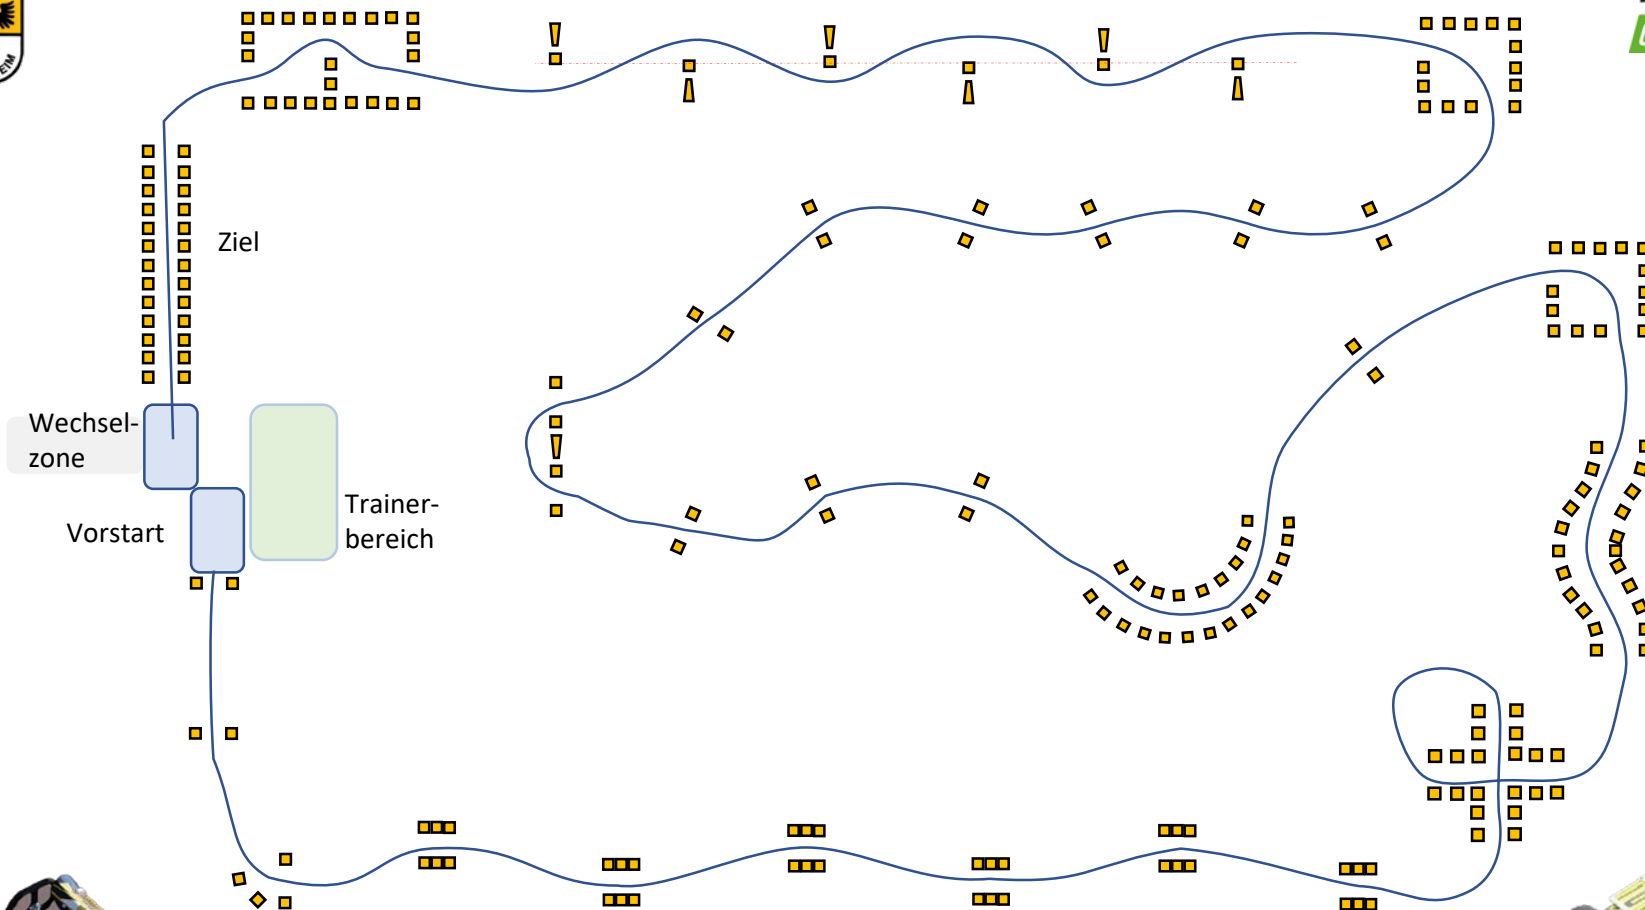 Ziel
Wechsel-
zone
Trainer-
bereich
Vorstart